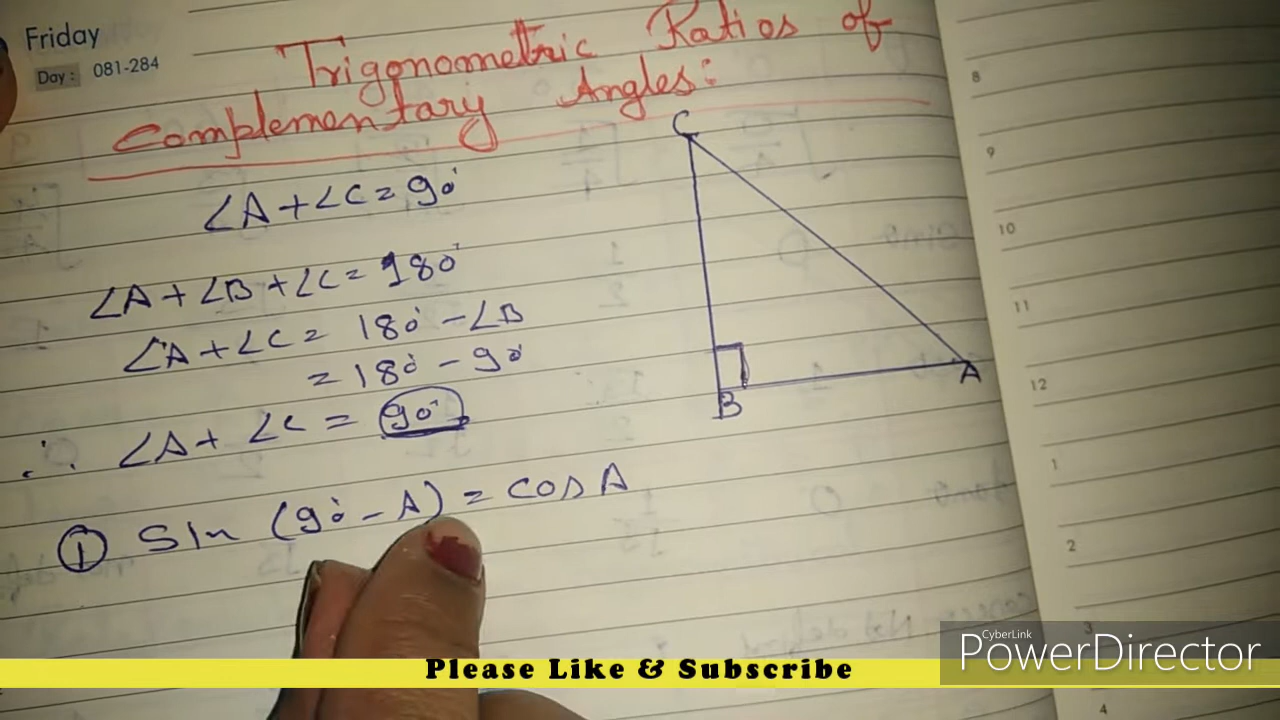 Friday
Day : 081-284
Trigonometric Ratios of
Complementary Angles:
∠A + ∠C = 90°
∠A + ∠B + ∠C = 180°
∠A + ∠C = 180° - ∠B
= 180° - 90°
∴ ∠A + ∠C = 90°
① Sin (90° - A) = cos A
C
B
A
8
9
10
11
12
1
2
3
4
CyberLink
PowerDirector
Please Like & Subscribe